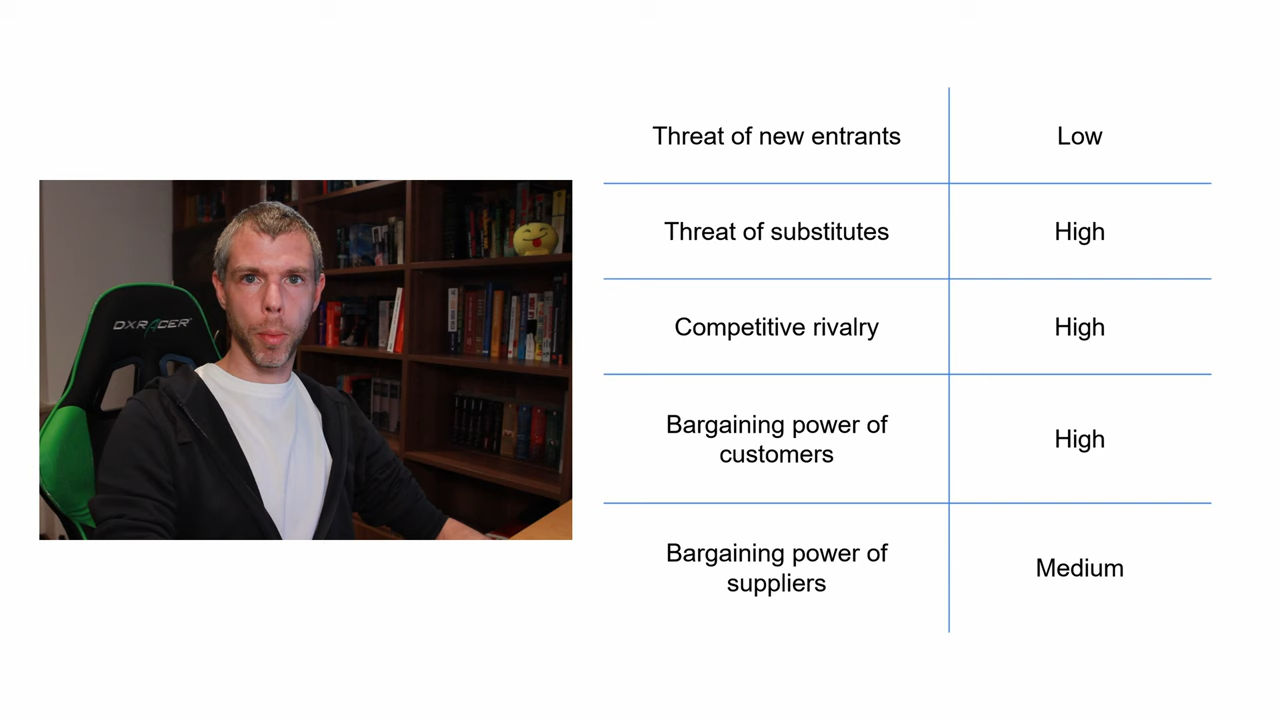 DXRACER
Threat of new entrants
Low
Threat of substitutes
High
Competitive rivalry
High
Bargaining power of
customers
High
Bargaining power of
suppliers
Medium